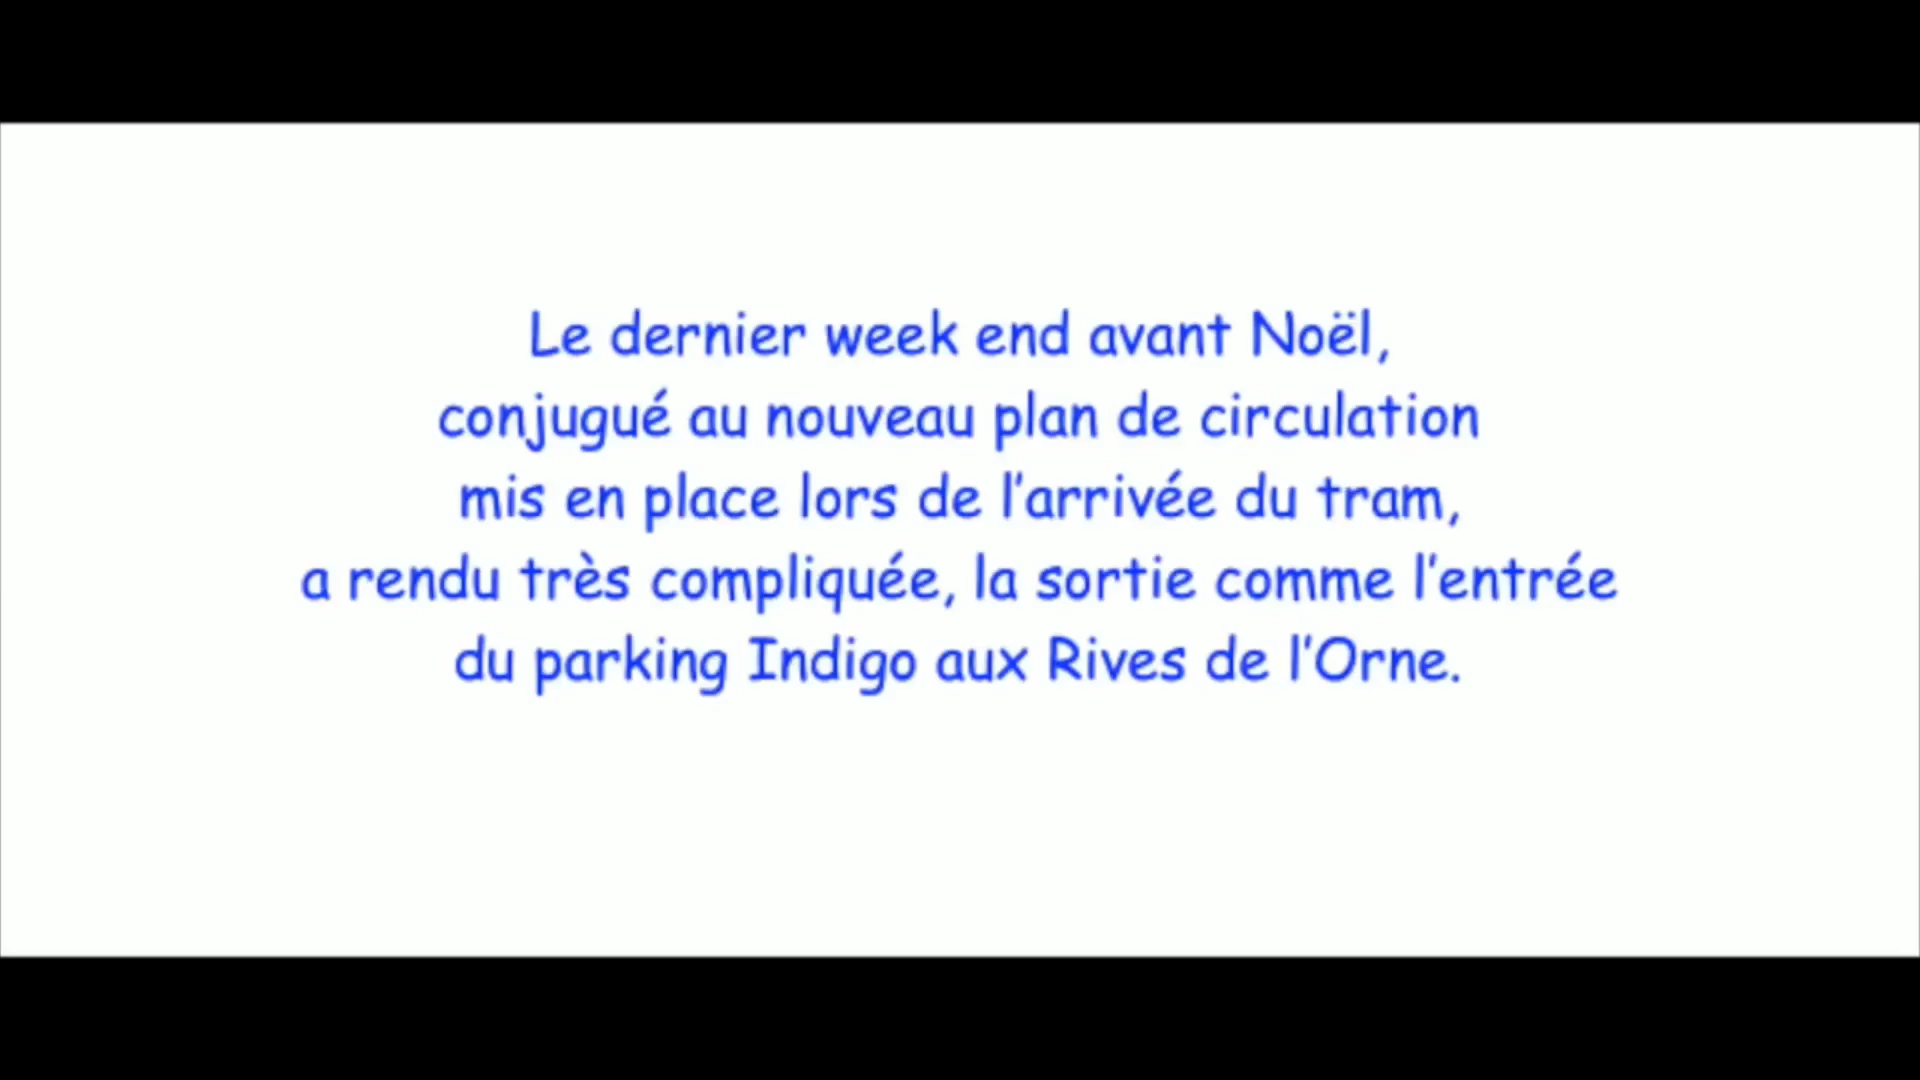 Le dernier week end avant Noël,
conjugué au nouveau plan de circulation
mis en place lors de l'arrivée du tram,
a rendu très compliquée, la sortie comme l'entrée
du parking Indigo aux Rives de l'Orne.